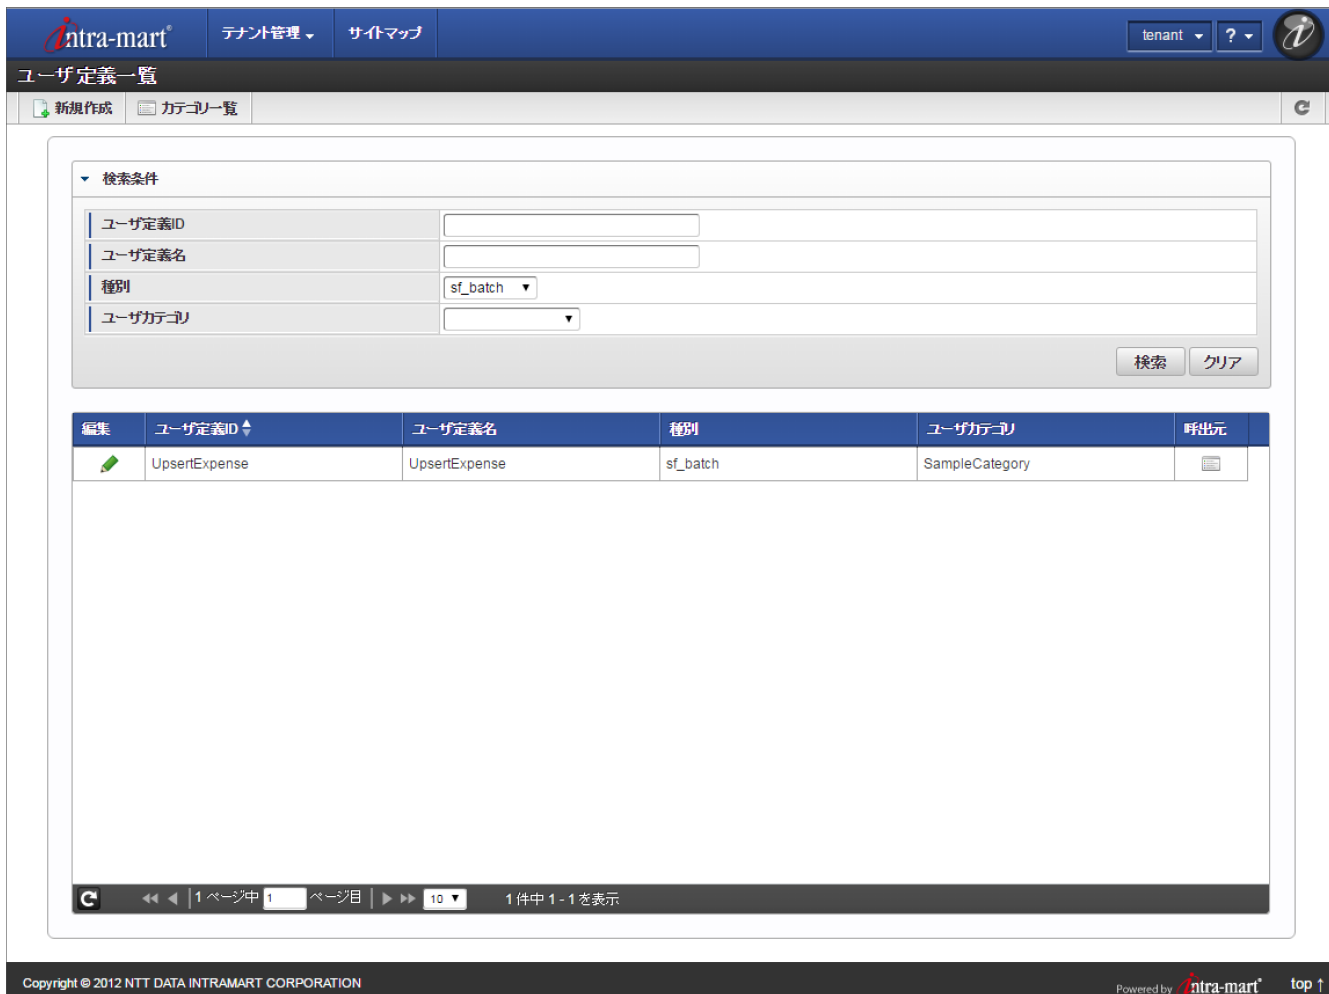 intra-mart® テナント管理 サイトマップ tenant ?
ユーザ定義一覧
新規作成 カテゴリ一覧
検索条件
ユーザ定義ID
ユーザ定義名
種別 sf_batch
ユーザカテゴリ
検索 クリア
編集 ユーザ定義ID ユーザ定義名 種別 ユーザカテゴリ 呼出元
UpsertExpense UpsertExpense sf_batch SampleCategory
1 ページ中 1 ページ目 10 1 件中 1 - 1 を表示
Copyright © 2012 NTT DATA INTRAMART CORPORATION Powered by intra-mart® top ↑